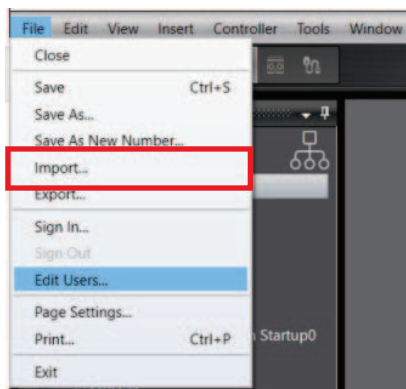 File Edit View Insert Controller Tools Window
Close
Save Ctrl+S
Save As...
Save As New Number...
Import...
Export...
Sign In...
Sign Out
Edit Users...
Page Settings...
Print... Ctrl+P
Startup0
Exit